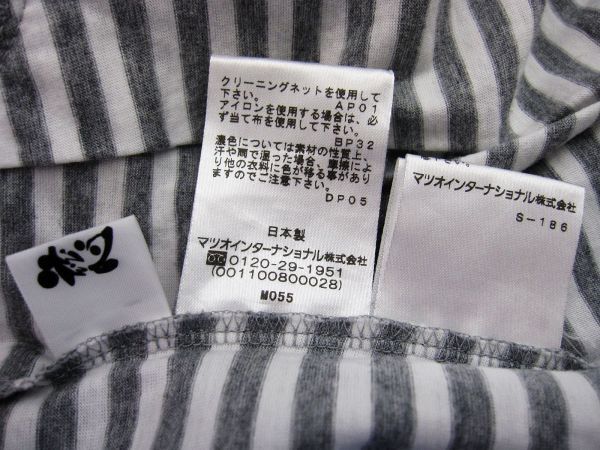 クリーニングネットを使用して
下さい。 AP01
アイロンを使用する場合は、必
ず当て布を使用して下さい。
BP32
濃色については素材の性質上、
汗や雨で湿った場合、摩擦によ
り他の衣料に色が移る事があり
ますのでご注意下さい。
DP05
日本製
マツオインターナショナル株式会社
0120-29-1951
(001100800028)
M055
マツオインターナショナル株式会社
S-186